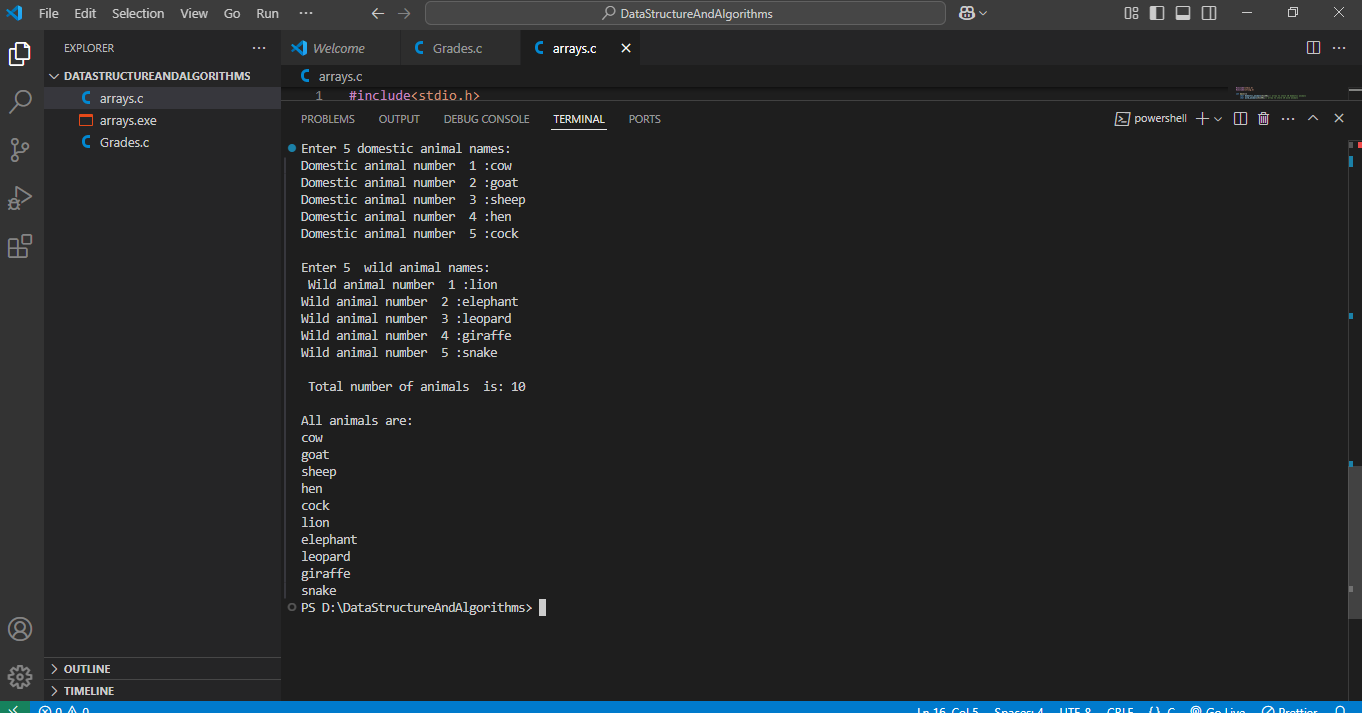 File Edit Selection View Go Run ··· DataStructureAndAlgorithms
EXPLORER ···
DATASTRUCTUREANDALGORITHMS
arrays.c
arrays.exe
Grades.c
OUTLINE
TIMELINE
Welcome Grades.c arrays.c
arrays.c
1 #include<stdio.h>
PROBLEMS OUTPUT DEBUG CONSOLE TERMINAL PORTS powershell
Enter 5 domestic animal names:
Domestic animal number  1 :cow
Domestic animal number  2 :goat
Domestic animal number  3 :sheep
Domestic animal number  4 :hen
Domestic animal number  5 :cock
Enter 5  wild animal names:
 Wild animal number  1 :lion
Wild animal number  2 :elephant
Wild animal number  3 :leopard
Wild animal number  4 :giraffe
Wild animal number  5 :snake
 Total number of animals  is: 10
All animals are:
cow
goat
sheep
hen
cock
lion
elephant
leopard
giraffe
snake
PS D:\DataStructureAndAlgorithms>
0 0 Ln 16, Col 5 Spaces: 4 UTF-8 CRLF {} C Go Live Prettier